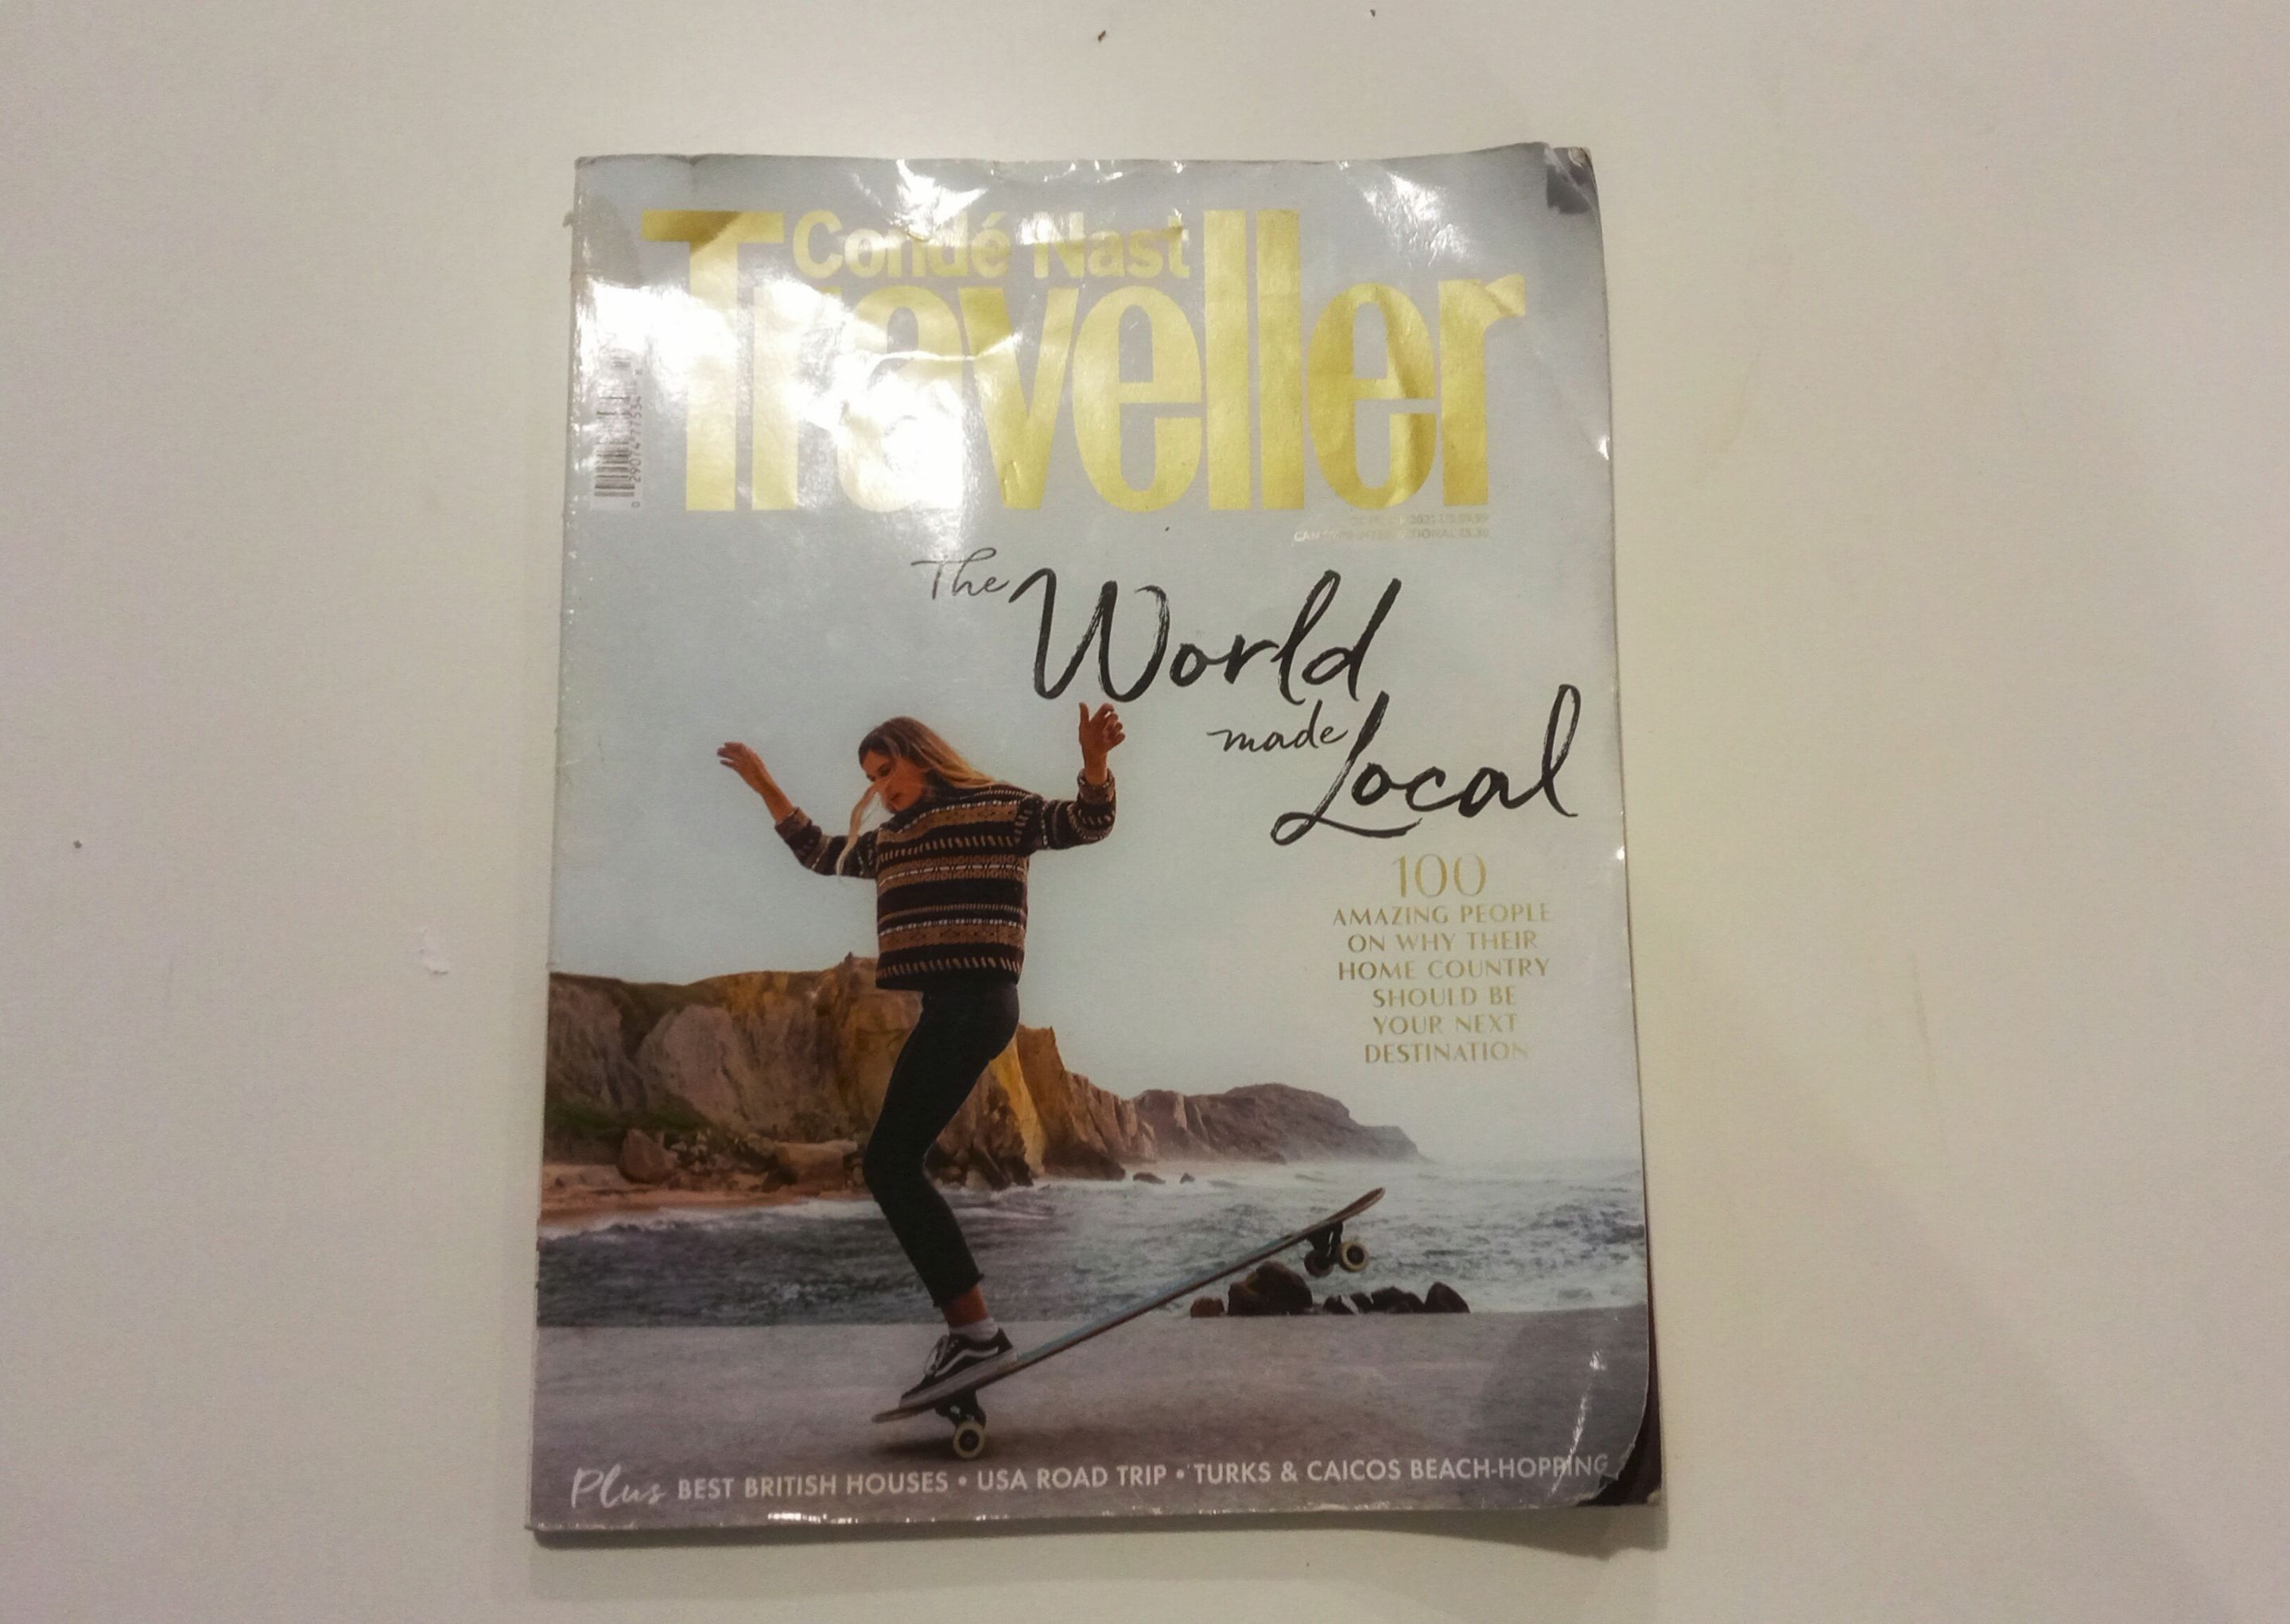 Condé Nast
Traveller
The
World
made
Local
100
AMAZING PEOPLE
ON WHY THEIR
HOME COUNTRY
SHOULD BE
YOUR NEXT
DESTINATION
Plus BEST BRITISH HOUSES • USA ROAD TRIP • TURKS & CAICOS BEACH-HOPPING